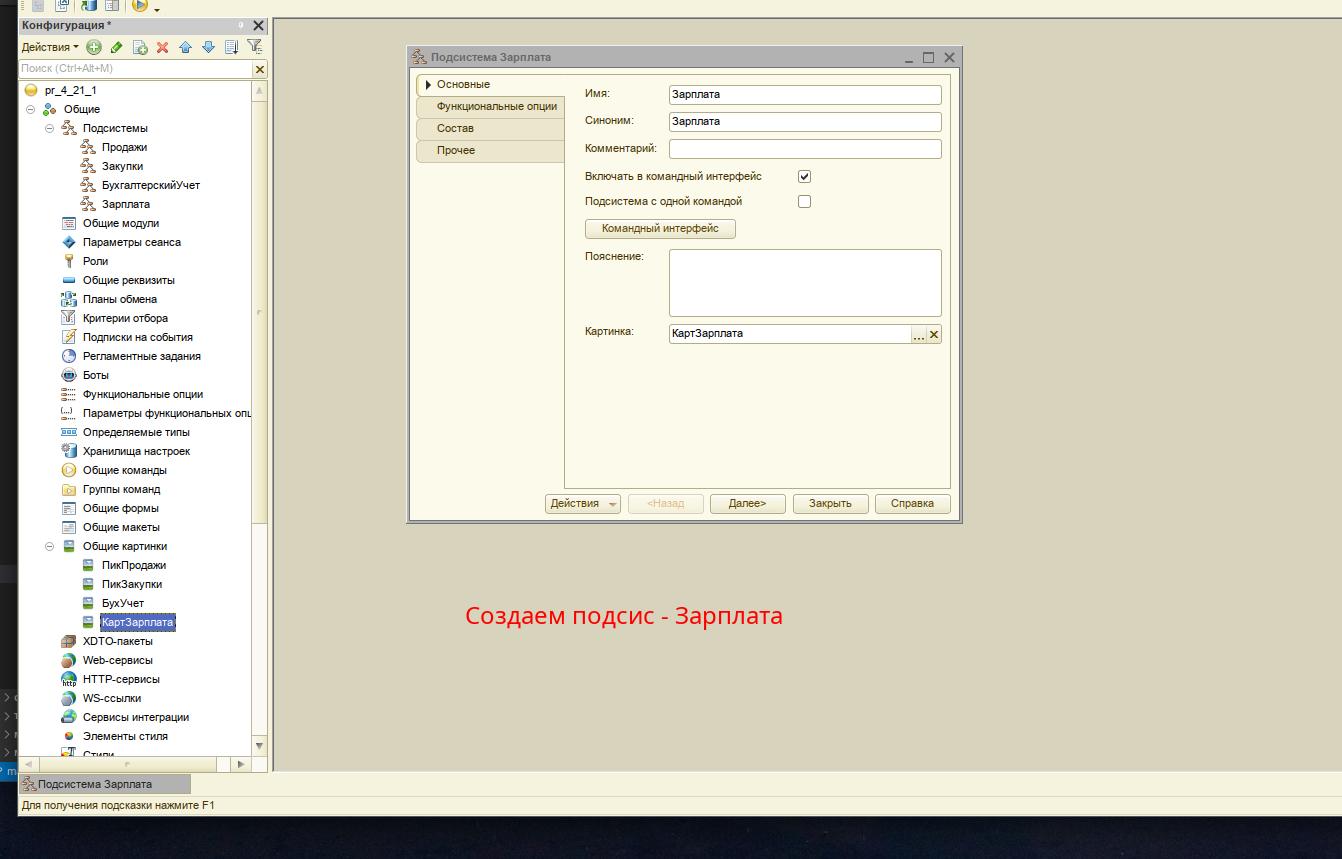 Конфигурация *
Действия
Поиск (Ctrl+Alt+M)
pr_4_21_1
Общие
Подсистемы
Продажи
Закупки
БухгалтерскийУчет
Зарплата
Общие модули
Параметры сеанса
Роли
Общие реквизиты
Планы обмена
Критерии отбора
Подписки на события
Регламентные задания
Боты
Функциональные опции
Параметры функциональных опц
Определяемые типы
Хранилища настроек
Общие команды
Группы команд
Общие формы
Общие макеты
Общие картинки
ПикПродажи
ПикЗакупки
БухУчет
КартЗарплата
XDTO-пакеты
Web-сервисы
HTTP-сервисы
WS-ссылки
Сервисы интеграции
Элементы стиля
Стили
Подсистема Зарплата
Основные
Функциональные опции
Состав
Прочее
Имя: Зарплата
Синоним: Зарплата
Комментарий:
Включать в командный интерфейс
Подсистема с одной командой
Командный интерфейс
Пояснение:
Картинка: КартЗарплата ...
Действия <Назад Далее> Закрыть Справка
Создаем подсис - Зарплата
Подсистема Зарплата
Для получения подсказки нажмите F1